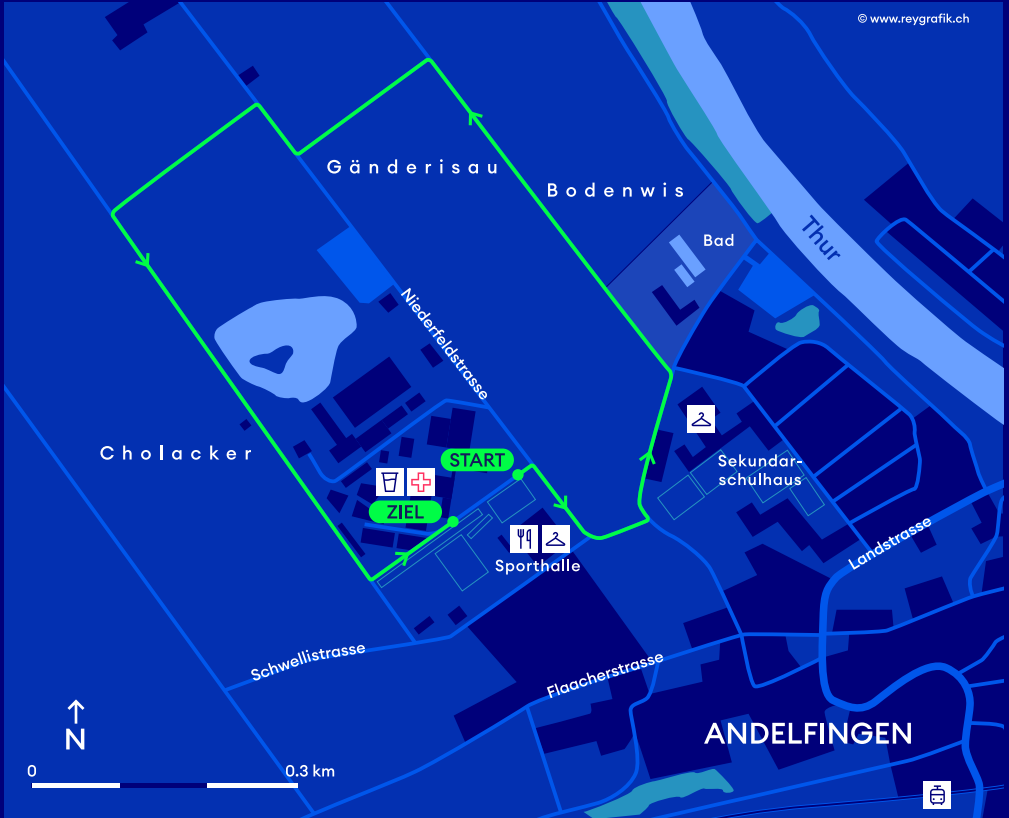 © www.reygrafik.ch
Gänderisau
Bodenwis
Bad
Thur
Niederfeldstrasse
Cholacker
START
ZIEL
Sekundar-
schulhaus
Sporthalle
Landstrasse
Schwellistrasse
Flaacherstrasse
ANDELFINGEN
N
0
0.3 km